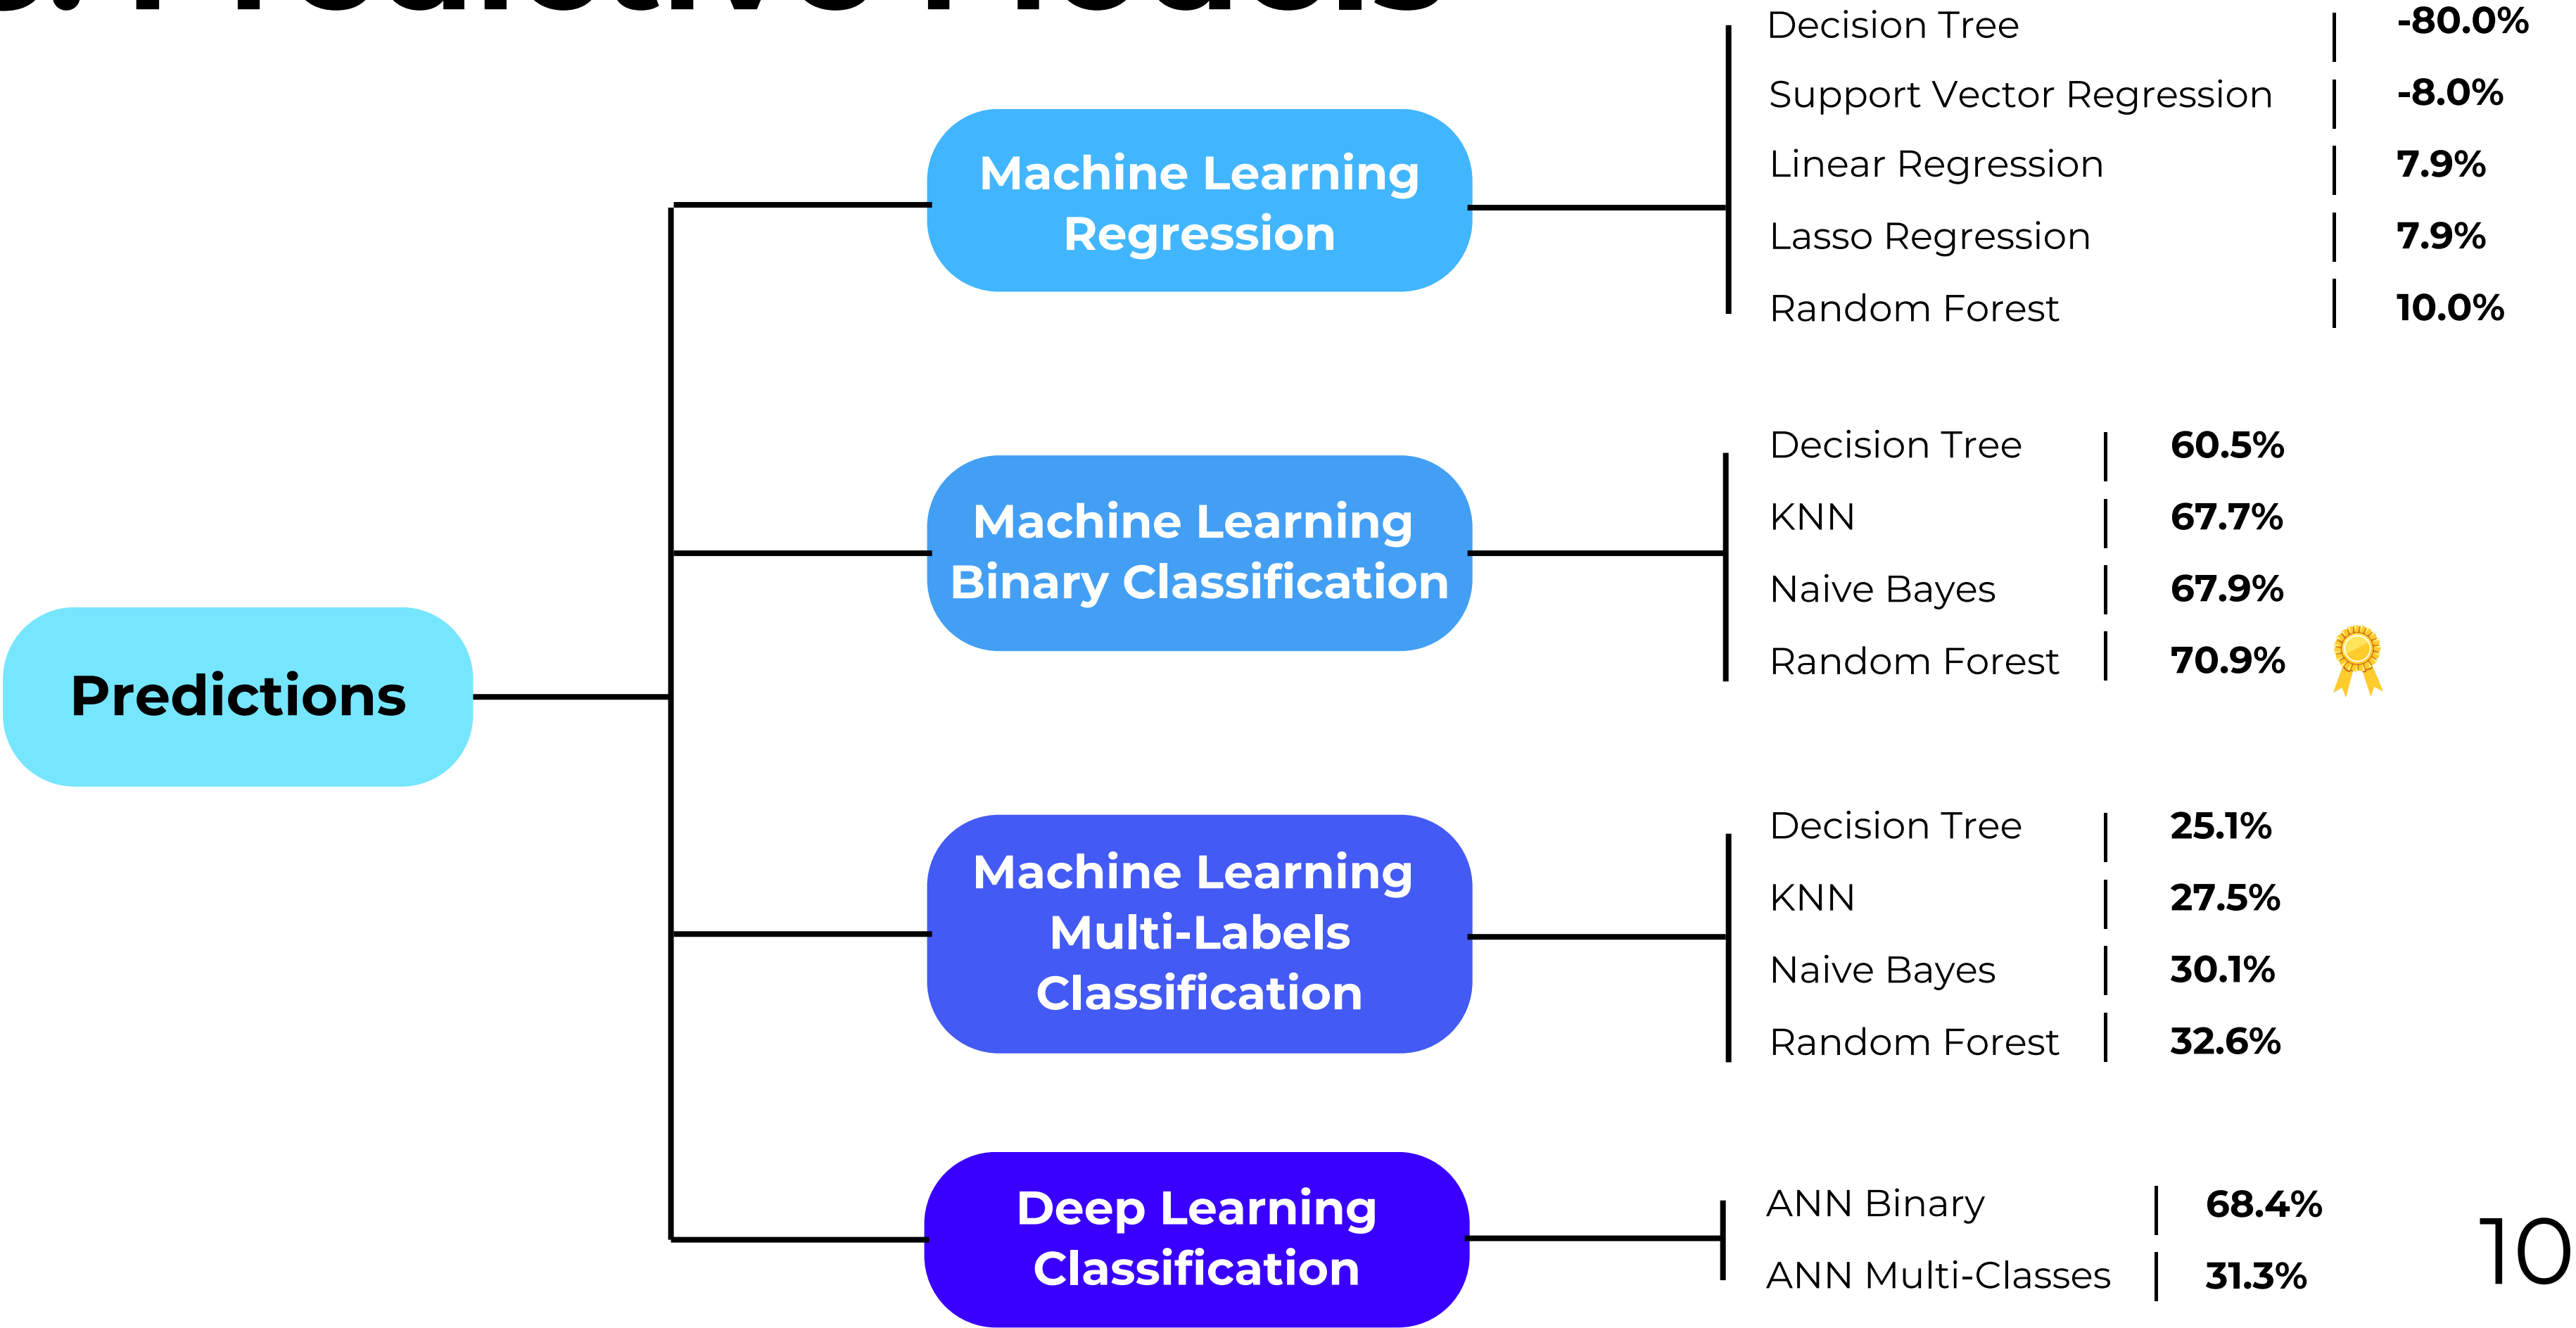 Predictive Models
Decision Tree | -80.0%
Support Vector Regression | -8.0%
Linear Regression | 7.9%
Lasso Regression | 7.9%
Random Forest | 10.0%
Machine Learning
Regression
Decision Tree | 60.5%
KNN | 67.7%
Naive Bayes | 67.9%
Random Forest | 70.9%
Machine Learning
Binary Classification
Predictions
Decision Tree | 25.1%
KNN | 27.5%
Naive Bayes | 30.1%
Random Forest | 32.6%
Machine Learning
Multi-Labels
Classification
ANN Binary | 68.4%
ANN Multi-Classes | 31.3%
Deep Learning
Classification
10